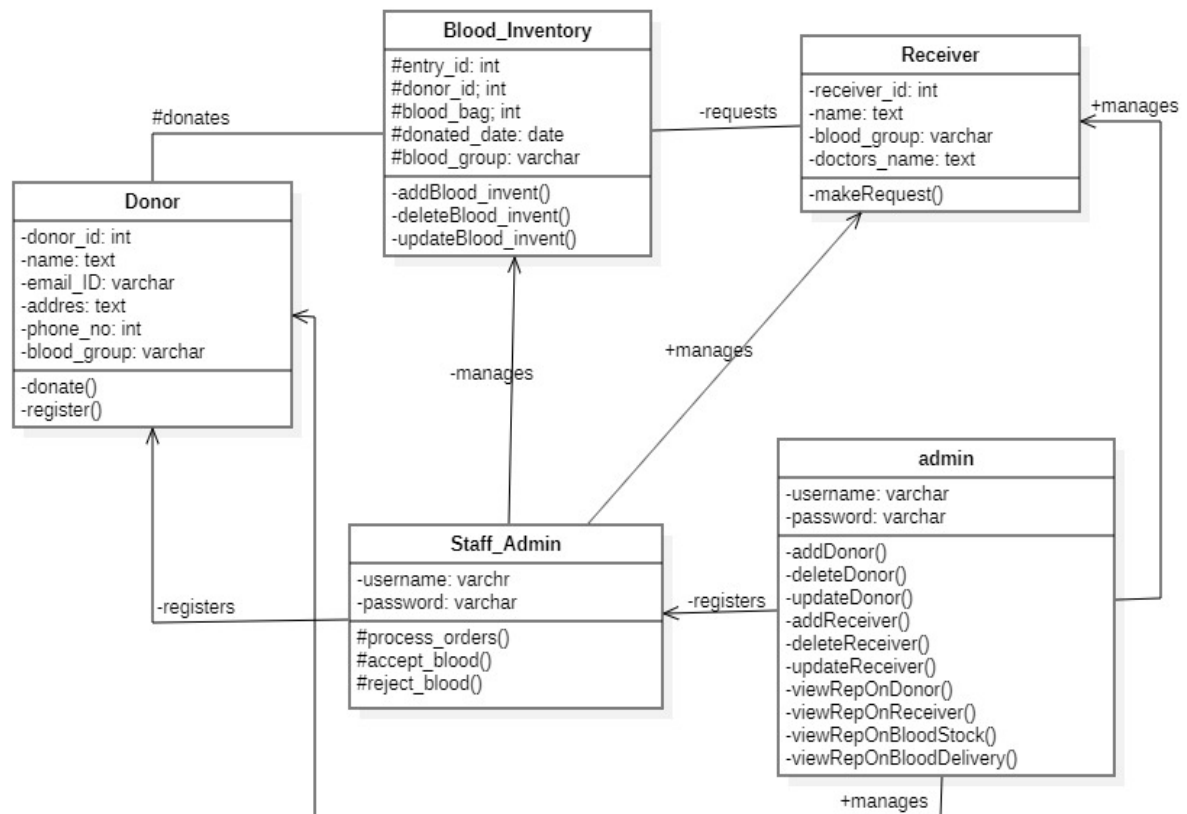 Blood_Inventory
#entry_id: int
#donor_id; int
#blood_bag; int
#donated_date: date
#blood_group: varchar
-addBlood_invent()
-deleteBlood_invent()
-updateBlood_invent()
Receiver
-receiver_id: int
-name: text
-blood_group: varchar
-doctors_name: text
-makeRequest()
#donates
-requests
+manages
Donor
-donor_id: int
-name: text
-email_ID: varchar
-addres: text
-phone_no: int
-blood_group: varchar
-donate()
-register()
-manages
+manages
Staff_Admin
-username: varchr
-password: varchar
#process_orders()
#accept_blood()
#reject_blood()
-registers
-registers
admin
-username: varchar
-password: varchar
-addDonor()
-deleteDonor()
-updateDonor()
-addReceiver()
-deleteReceiver()
-updateReceiver()
-viewRepOnDonor()
-viewRepOnReceiver()
-viewRepOnBloodStock()
-viewRepOnBloodDelivery()
+manages